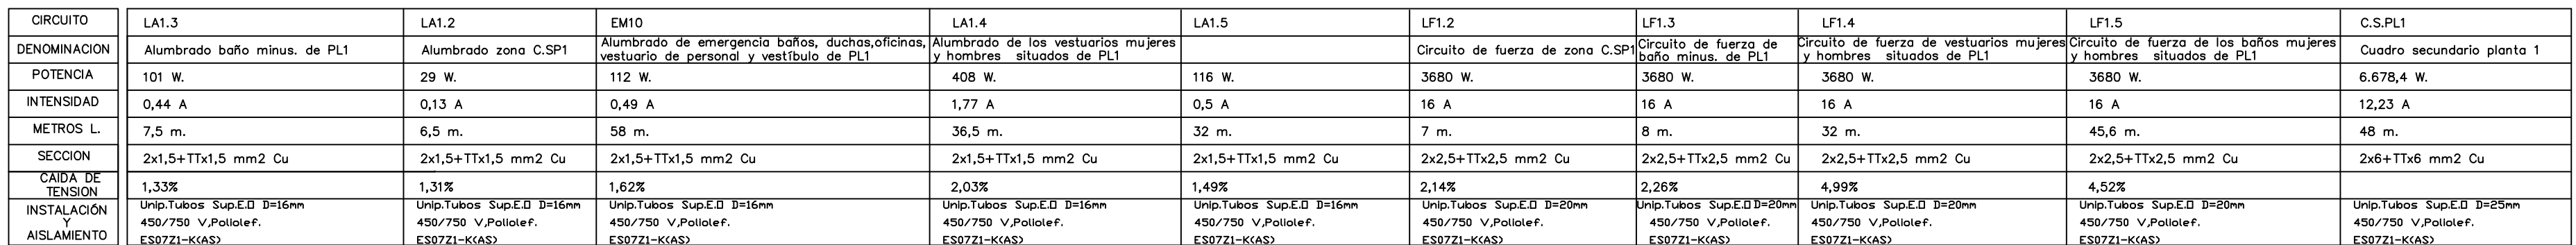 CIRCUITO LA1.3 LA1.2 EM10 LA1.4 LA1.5 LF1.2 LF1.3 LF1.4 LF1.5 C.S.PL1
DENOMINACION Alumbrado baño minus. de PL1 Alumbrado zona C.SP1 Alumbrado de emergencia baños, duchas,oficinas, Alumbrado de los vestuarios mujeres Circuito de fuerza de zona C.SP1 Circuito de fuerza de Circuito de fuerza de vestuarios mujeres Circuito de fuerza de los baños mujeres Cuadro secundario planta 1
vestuario de personal y vestíbulo de PL1 y hombres situados de PL1 baño minus. de PL1 y hombres situados de PL1 y hombres situados de PL1
POTENCIA 101 W. 29 W. 112 W. 408 W. 116 W. 3680 W. 3680 W. 3680 W. 3680 W. 6.678,4 W.
INTENSIDAD 0,44 A 0,13 A 0,49 A 1,77 A 0,5 A 16 A 16 A 16 A 16 A 12,23 A
METROS L. 7,5 m. 6,5 m. 58 m. 36,5 m. 32 m. 7 m. 8 m. 32 m. 45,6 m. 48 m.
SECCION 2x1,5+TTx1,5 mm2 Cu 2x1,5+TTx1,5 mm2 Cu 2x1,5+TTx1,5 mm2 Cu 2x1,5+TTx1,5 mm2 Cu 2x1,5+TTx1,5 mm2 Cu 2x2,5+TTx2,5 mm2 Cu 2x2,5+TTx2,5 mm2 Cu 2x2,5+TTx2,5 mm2 Cu 2x2,5+TTx2,5 mm2 Cu 2x6+TTx6 mm2 Cu
CAIDA DE
TENSION 1,33% 1,31% 1,62% 2,03% 1,49% 2,14% 2,26% 4,99% 4,52%
INSTALACIÓN Unip.Tubos Sup.E.□ D=16mm Unip.Tubos Sup.E.□ D=16mm Unip.Tubos Sup.E.□ D=16mm Unip.Tubos Sup.E.□ D=16mm Unip.Tubos Sup.E.□ D=16mm Unip.Tubos Sup.E.□ D=20mm Unip.Tubos Sup.E.□ D=20mm Unip.Tubos Sup.E.□ D=20mm Unip.Tubos Sup.E.□ D=20mm Unip.Tubos Sup.E.□ D=25mm
Y 450/750 V,Poliolef. 450/750 V,Poliolef. 450/750 V,Poliolef. 450/750 V,Poliolef. 450/750 V,Poliolef. 450/750 V,Poliolef. 450/750 V,Poliolef. 450/750 V,Poliolef. 450/750 V,Poliolef. 450/750 V,Poliolef.
AISLAMIENTO ES07Z1-K(AS) ES07Z1-K(AS) ES07Z1-K(AS) ES07Z1-K(AS) ES07Z1-K(AS) ES07Z1-K(AS) ES07Z1-K(AS) ES07Z1-K(AS) ES07Z1-K(AS) ES07Z1-K(AS)